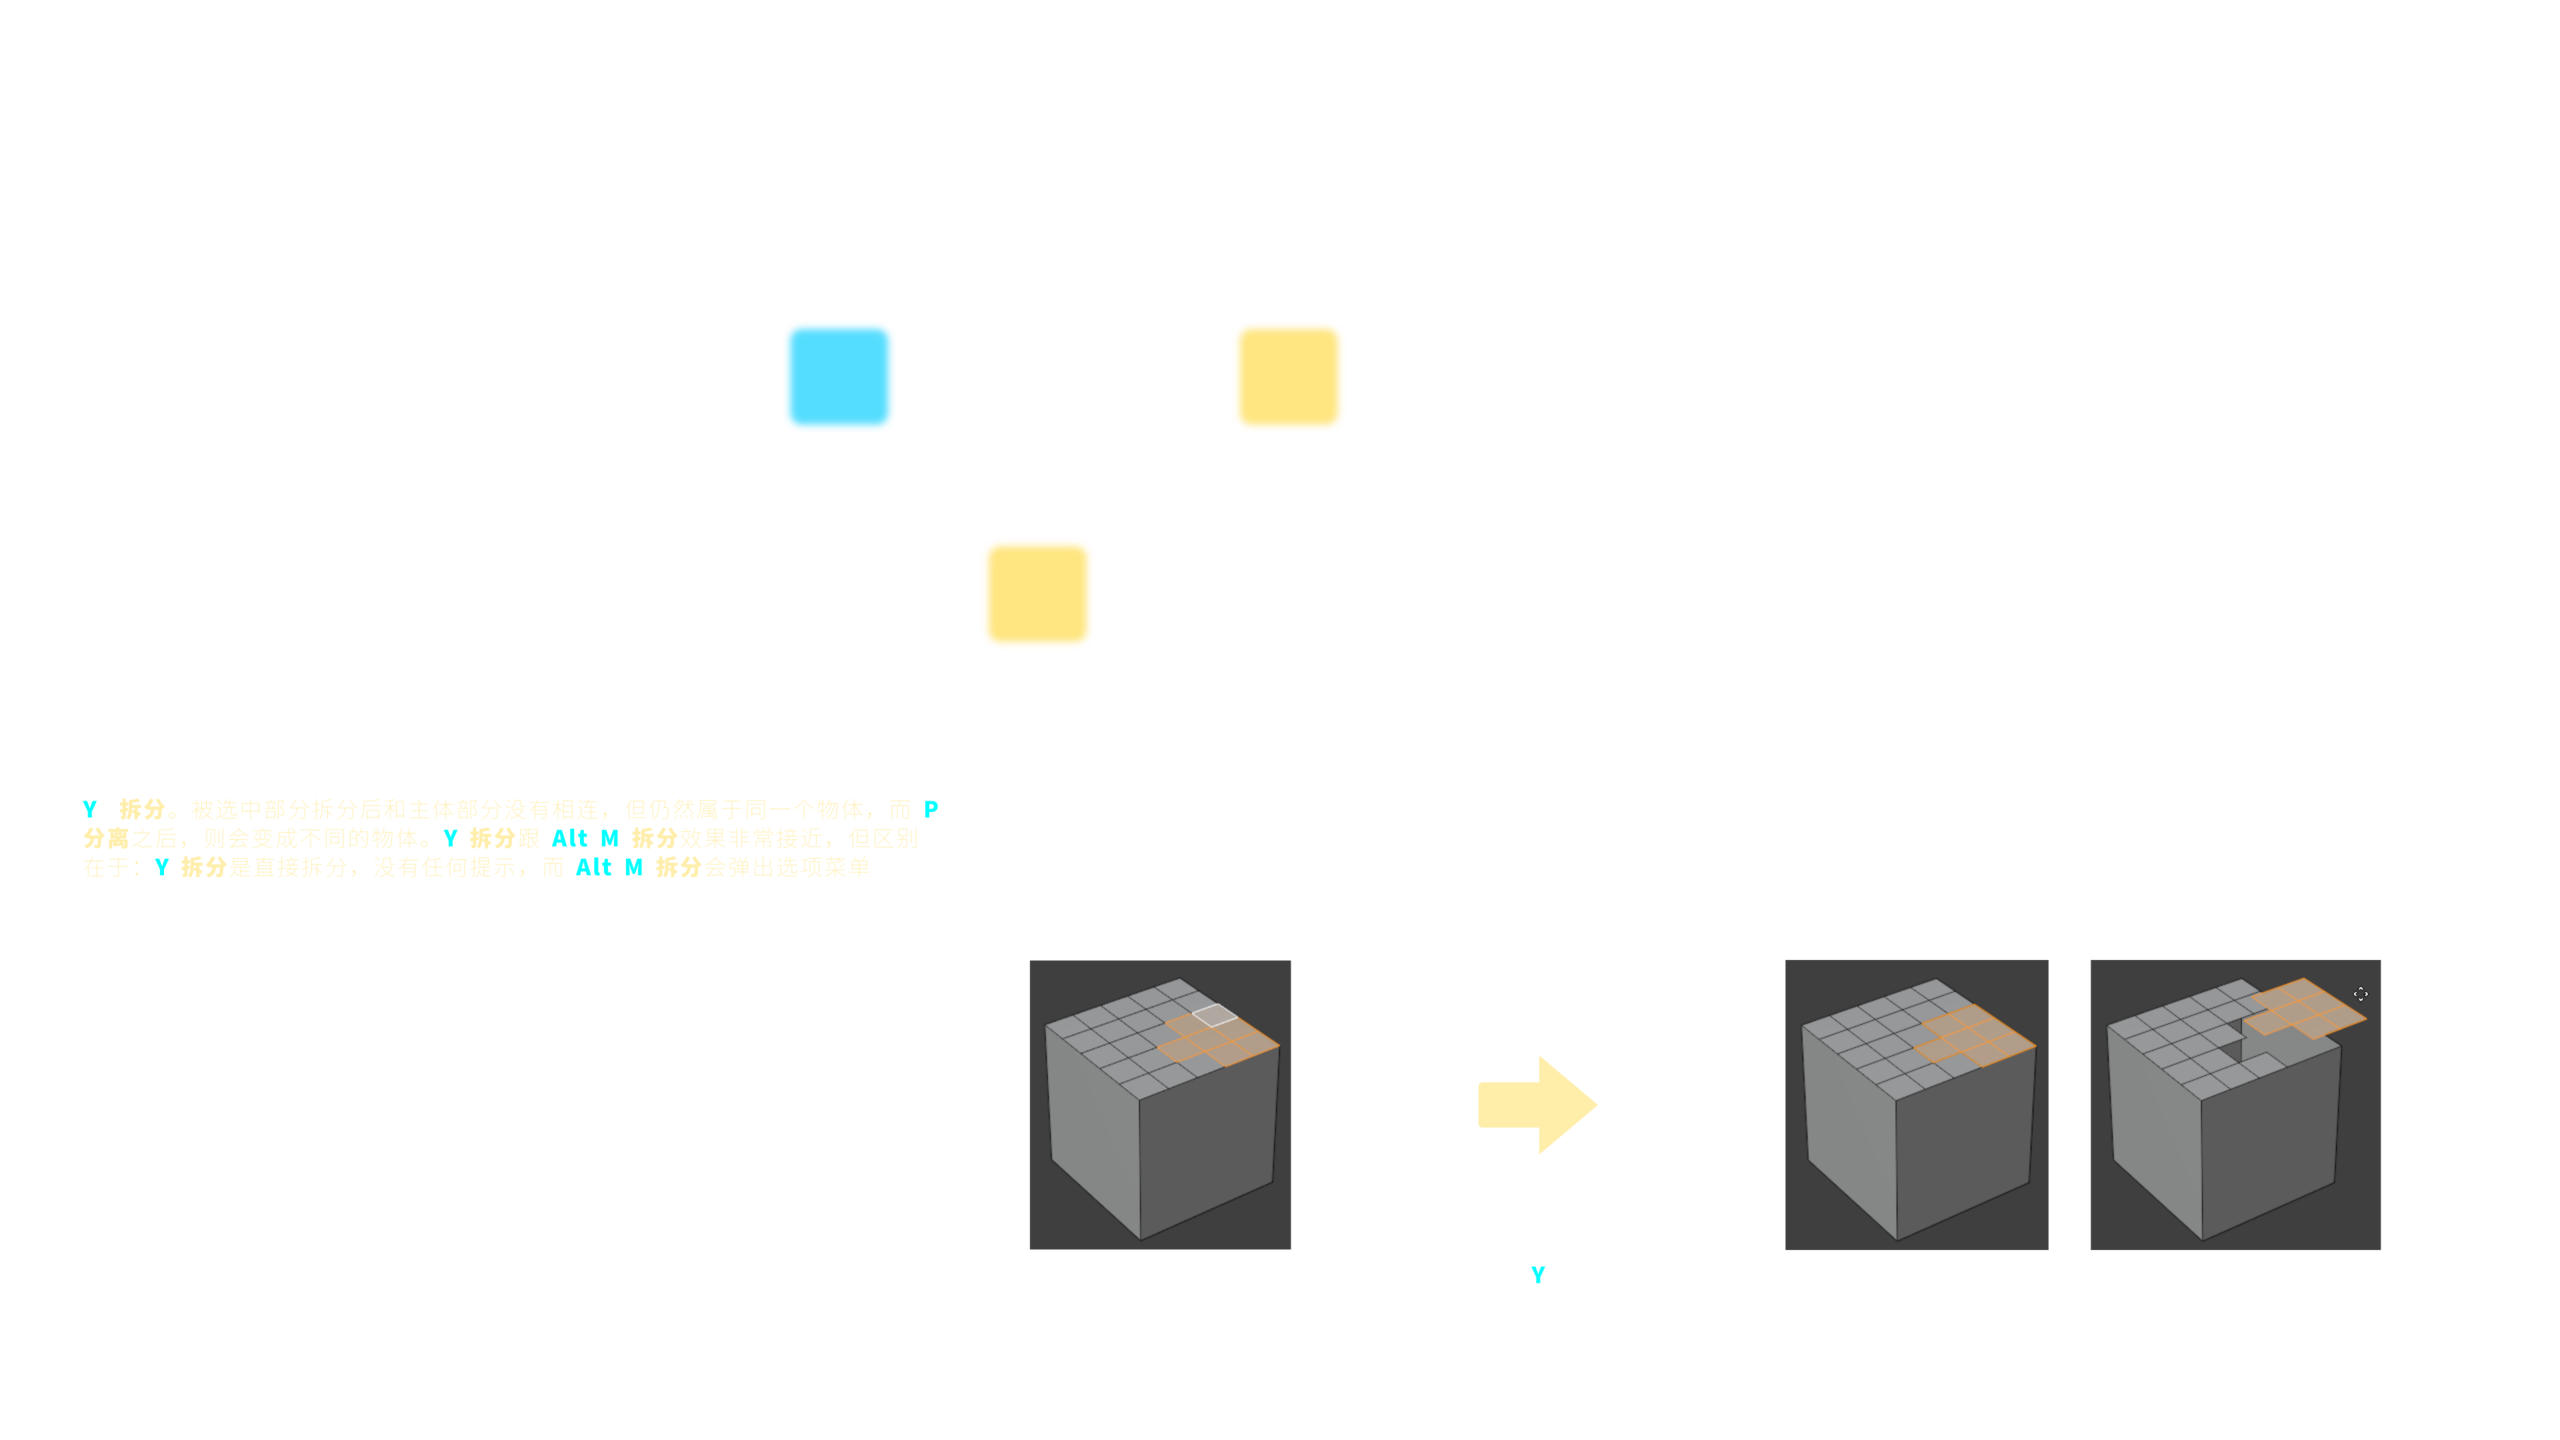 Y 拆分。被选中部分拆分后和主体部分没有相连，但仍然属于同一个物体，而 P
分离之后，则会变成不同的物体。Y 拆分跟 Alt M 拆分效果非常接近，但区别
在于：Y 拆分是直接拆分，没有任何提示，而 Alt M 拆分会弹出选项菜单
Y